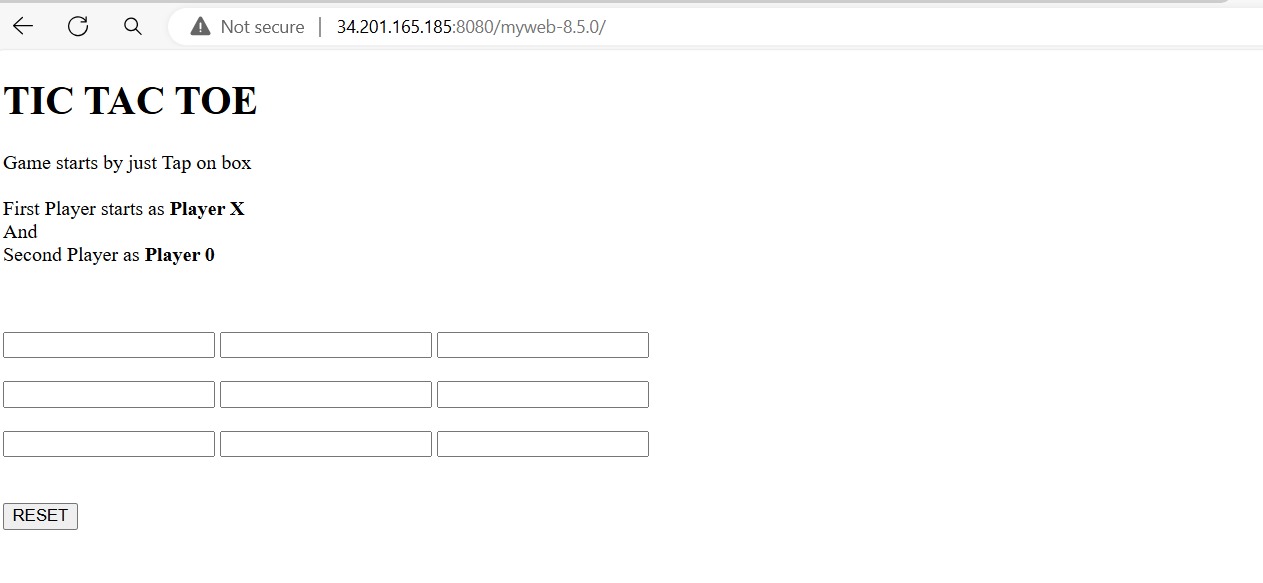 Not secure | 34.201.165.185:8080/myweb-8.5.0/
TIC TAC TOE
Game starts by just Tap on box
First Player starts as Player X
And
Second Player as Player 0
RESET